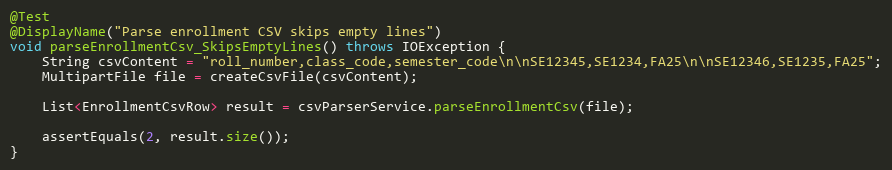 @Test
@DisplayName("Parse enrollment CSV skips empty lines")
void parseEnrollmentCsv_SkipsEmptyLines() throws IOException {
    String csvContent = "roll_number,class_code,semester_code\n\nSE12345,SE1234,FA25\n\nSE12346,SE1235,FA25";
    MultipartFile file = createCsvFile(csvContent);

    List<EnrollmentCsvRow> result = csvParserService.parseEnrollmentCsv(file);

    assertEquals(2, result.size());
}